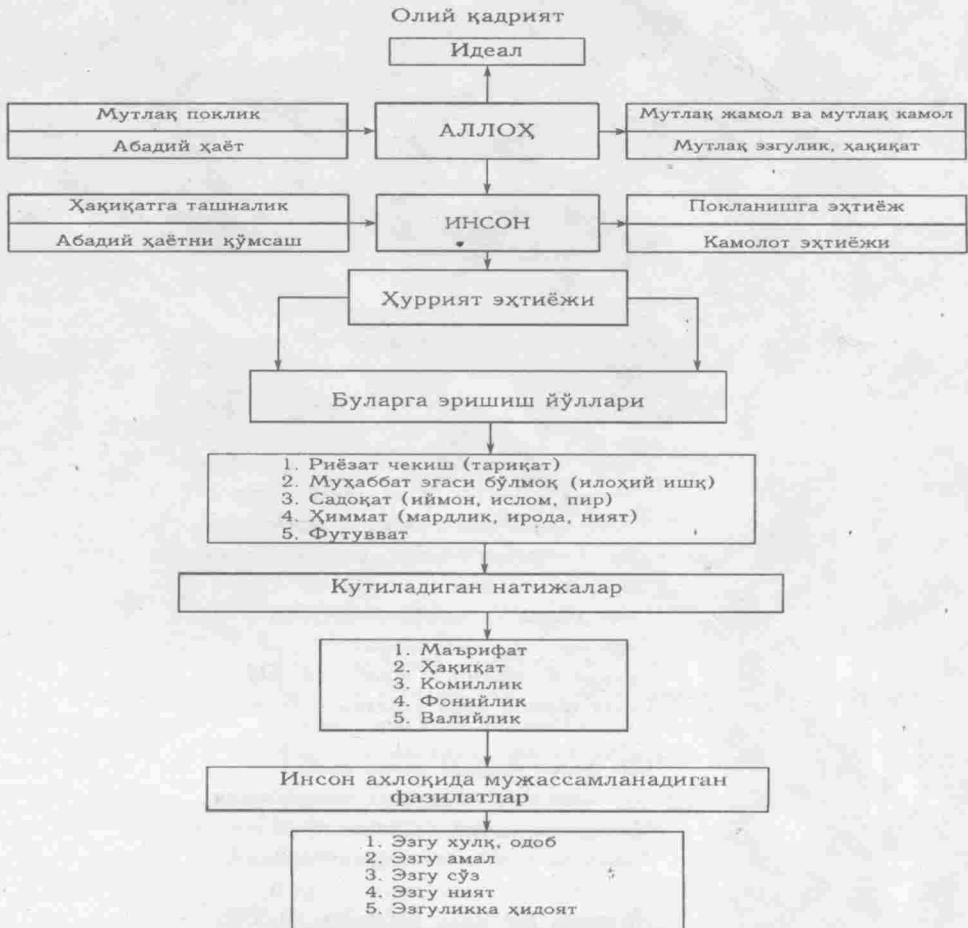 Олий қадрият
Идеал
Мутлақ поклик
Абадий ҳаёт
АЛЛОҲ
Мутлақ жамол ва мутлақ камол
Мутлақ эзгулик, ҳақиқат
Ҳақиқатга ташналик
Абадий ҳаётни қўмсаш
ИНСОН
Покланишга эҳтиёж
Камолот эҳтиёжи
Ҳуррият эҳтиёжи
Буларга эришиш йўллари
1. Риёзат чекиш (тариқат)
2. Муҳаббат эгаси бўлмоқ (илоҳий ишқ)
3. Садоқат (иймон, ислом, пир)
4. Ҳиммат (мардлик, ирода, ният)
5. Футувват
Кутиладиган натижалар
1. Маърифат
2. Ҳақиқат
3. Комиллик
4. Фонийлик
5. Валийлик
Инсон ахлоқида мужассамланадиган
фазилатлар
1. Эзгу хулқ, одоб
2. Эзгу амал
3. Эзгу сўз
4. Эзгу ният
5. Эзгуликка ҳидоят